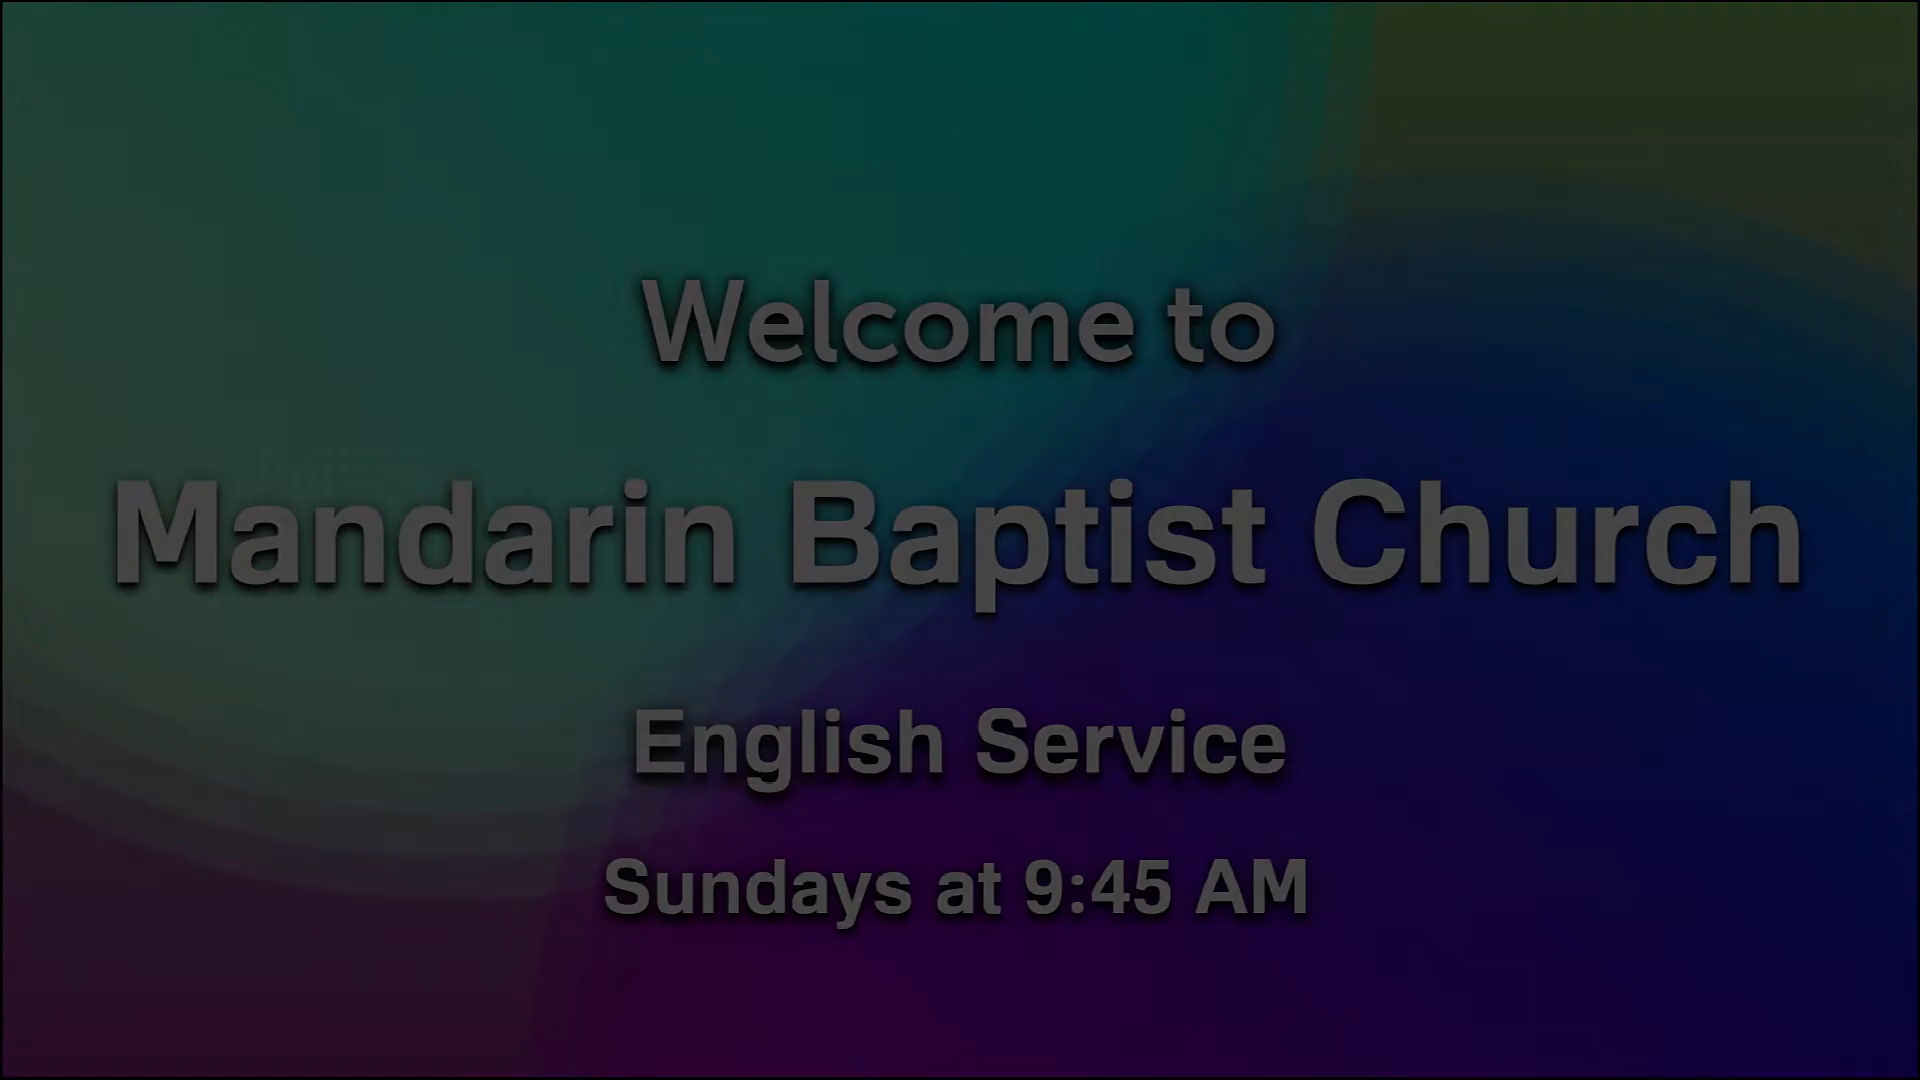 Welcome to
Mandarin Baptist Church
English Service
Sundays at 9:45 AM